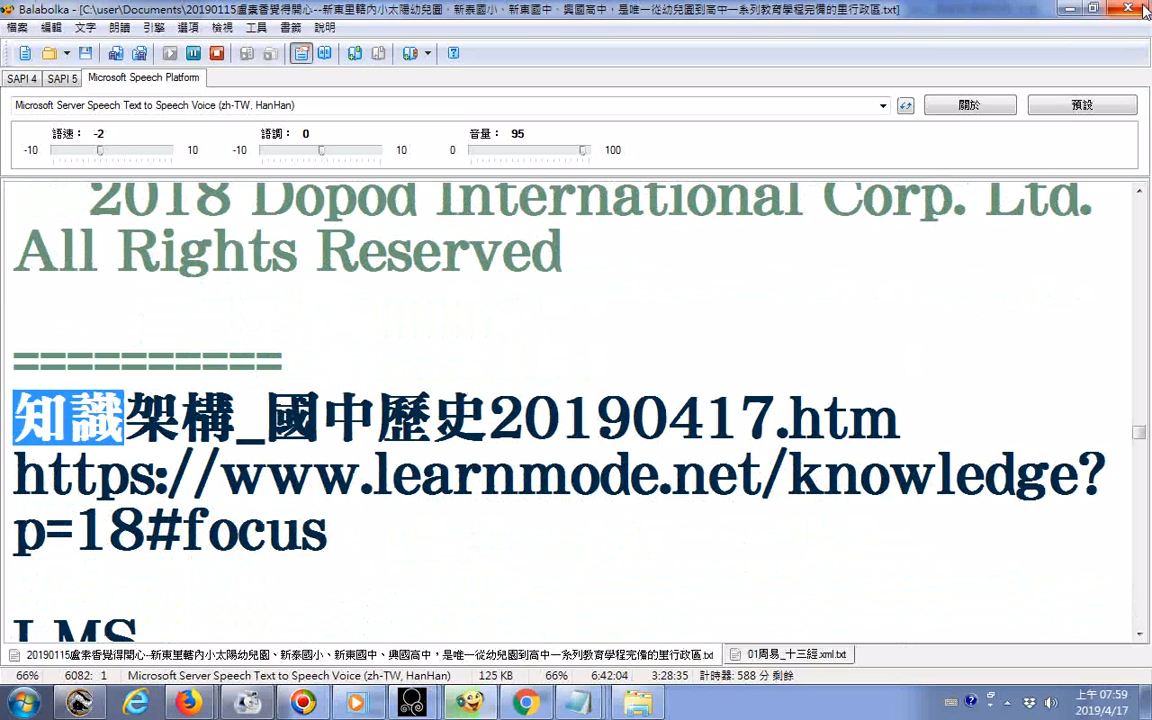 Balabolka - [C:\user\Documents\20190115盧素香覺得開心--新東里轄內小太陽幼兒園、新泰國小、新東國中、興國高中，是唯一從幼兒園到高中一系列教育學程完備的里行政區.txt]
檔案 編輯 文字 朗讀 引擎 選項 檢視 工具 書籤 說明
SAPI 4 SAPI 5 Microsoft Speech Platform
Microsoft Server Speech Text to Speech Voice (zh-TW, HanHan) 關於 預設
語速： -2 語調： 0 音量： 95
-10 10 -10 10 0 100
2018 Dopod International Corp. Ltd.
All Rights Reserved
==========
知識架構_國中歷史20190417.htm
https://www.learnmode.net/knowledge?
p=18#focus
LMS
20190115盧素香覺得開心--新東里轄內小太陽幼兒園、新泰國小、新東國中、興國高中，是唯一從幼兒園到高中一系列教育學程完備的里行政區.txt 01周易_十三經.xml.txt
66% 6082: 1 Microsoft Server Speech Text to Speech Voice (zh-TW, HanHan) 125 KB 66% 6:42:04 3:28:35 計時器: 588 分 剩餘
上午 07:59
2019/4/17